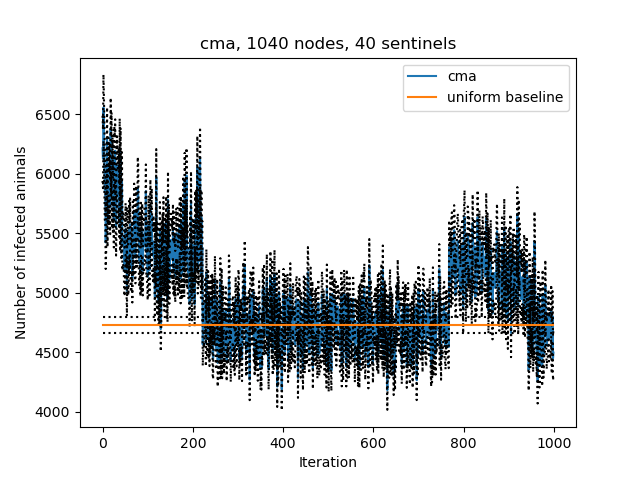 cma, 1040 nodes, 40 sentinels
cma
uniform baseline
Number of infected animals
6500
6000
5500
5000
4500
4000
0 200 400 600 800 1000
Iteration